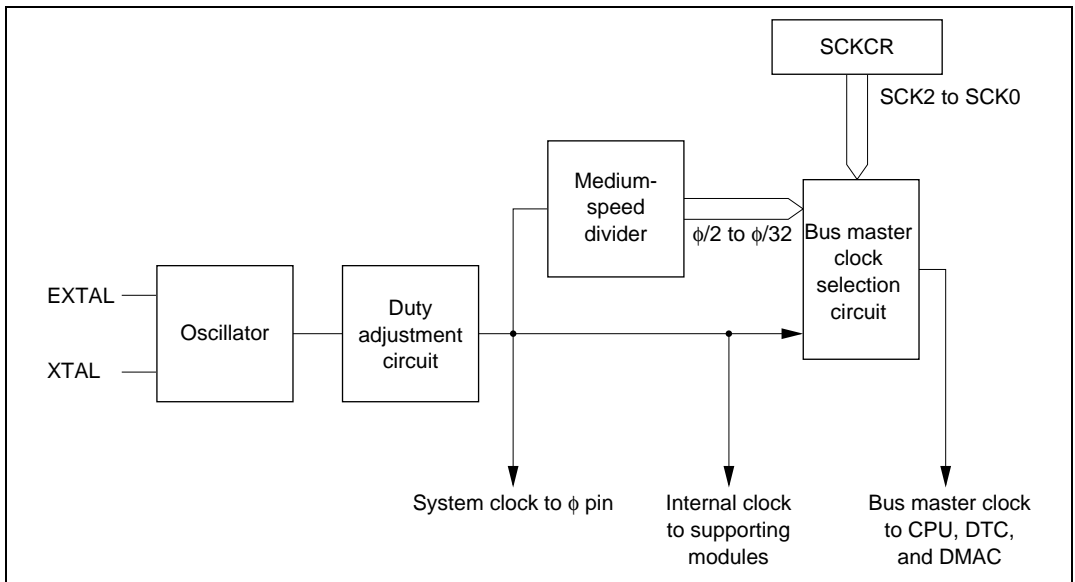 SCKCR
SCK2 to SCK0
Medium-
speed
divider
ϕ/2 to ϕ/32
Bus master
clock
selection
circuit
EXTAL
XTAL
Oscillator
Duty
adjustment
circuit
System clock to ϕ pin
Internal clock
to supporting
modules
Bus master clock
to CPU, DTC,
and DMAC